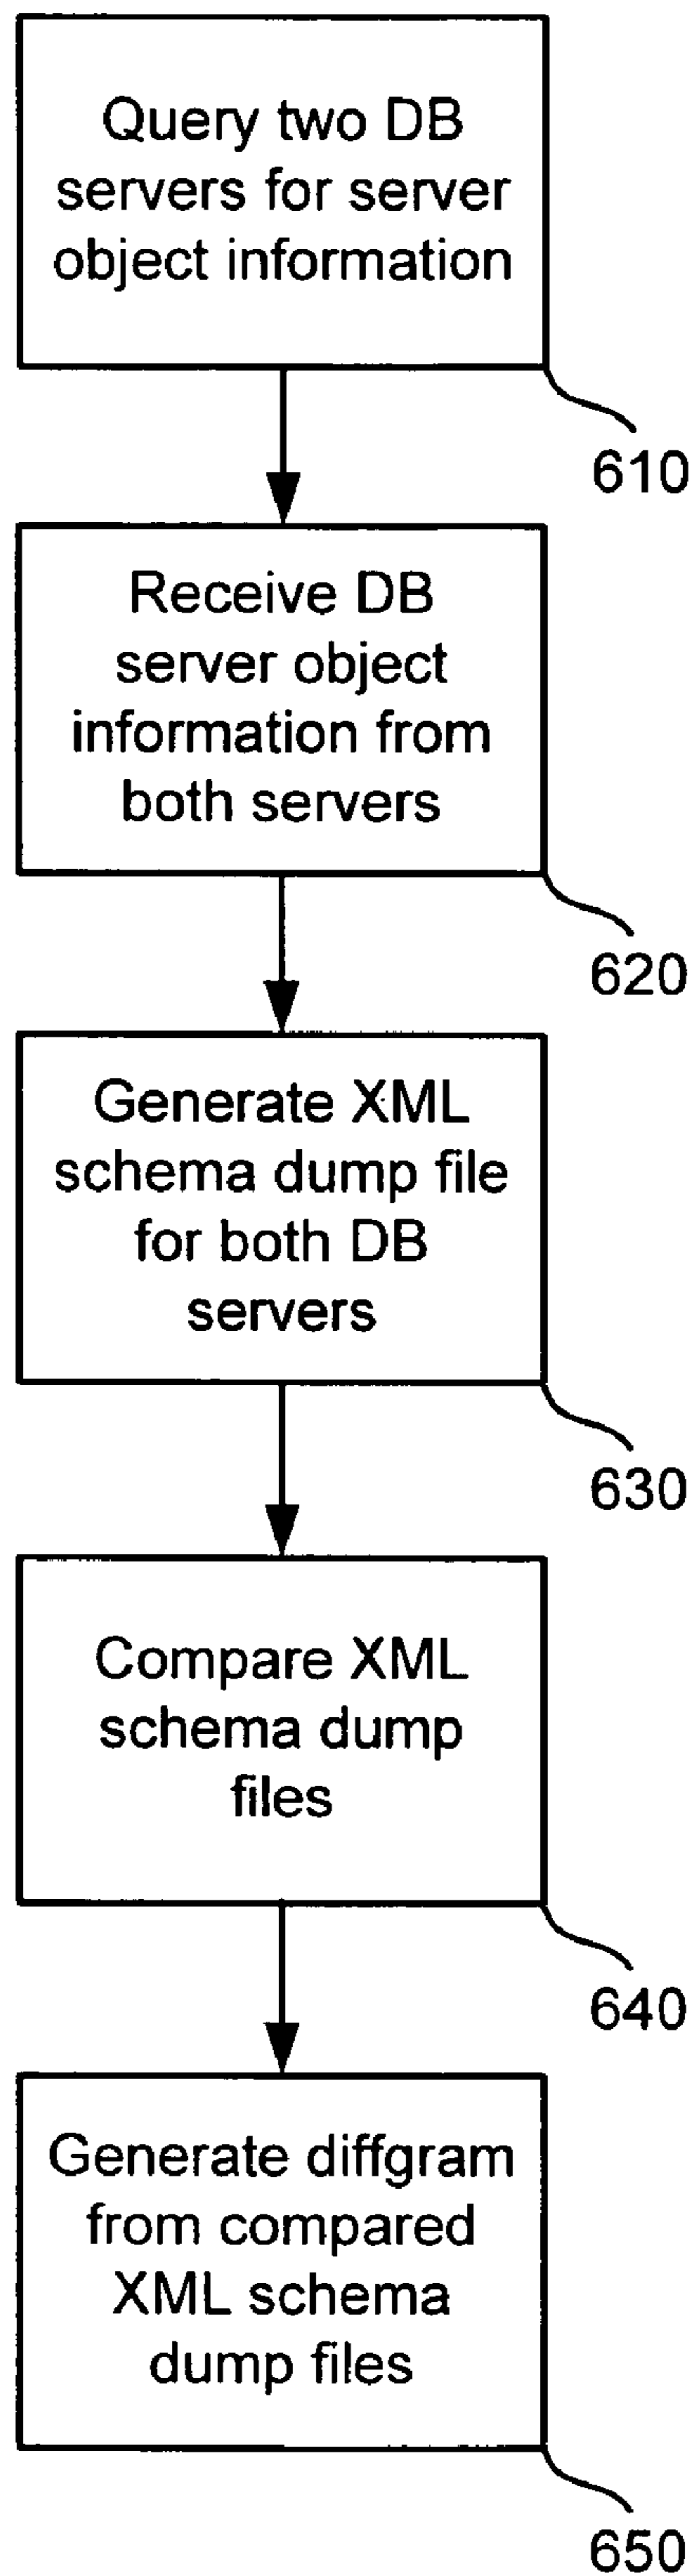 Query two DB
servers for server
object information
610
Receive DB
server object
information from
both servers
620
Generate XML
schema dump file
for both DB
servers
630
Compare XML
schema dump
files
640
Generate diffgram
from compared
XML schema
dump files
650